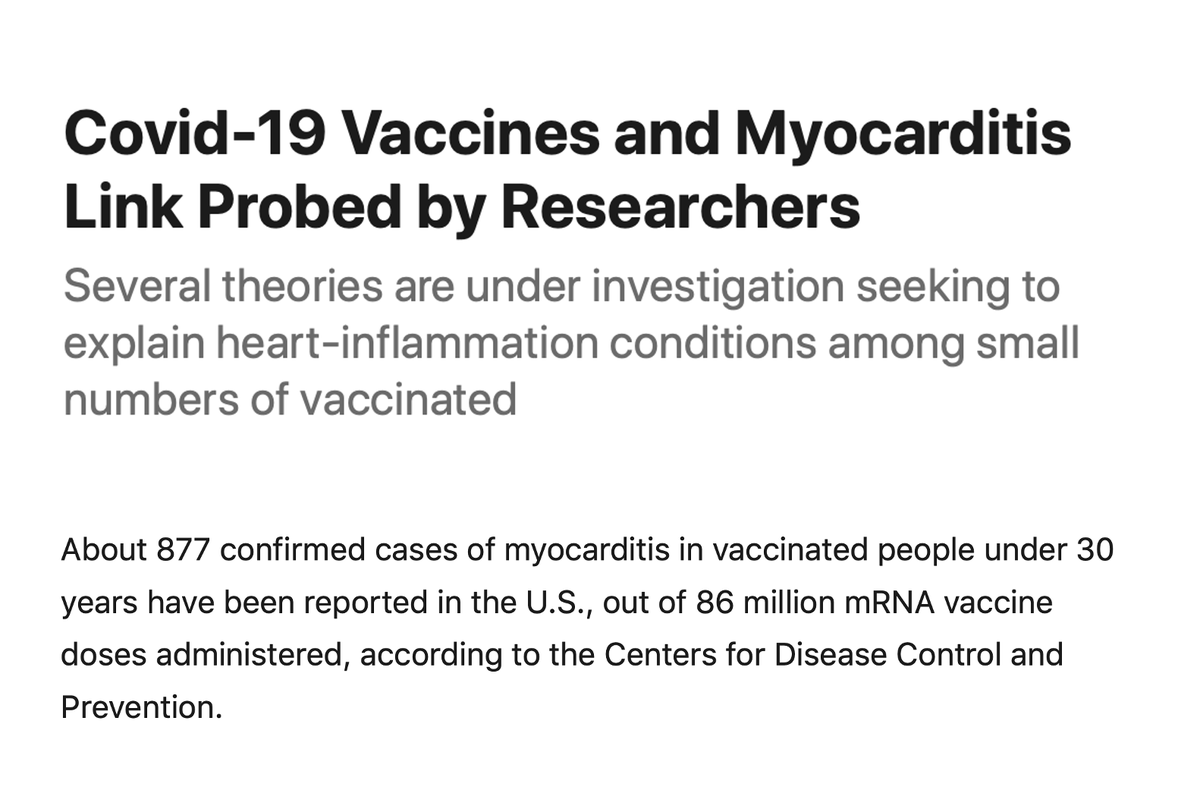 Covid-19 Vaccines and Myocarditis
Link Probed by Researchers
Several theories are under investigation seeking to
explain heart-inflammation conditions among small
numbers of vaccinated
About 877 confirmed cases of myocarditis in vaccinated people under 30
years have been reported in the U.S., out of 86 million mRNA vaccine
doses administered, according to the Centers for Disease Control and
Prevention.